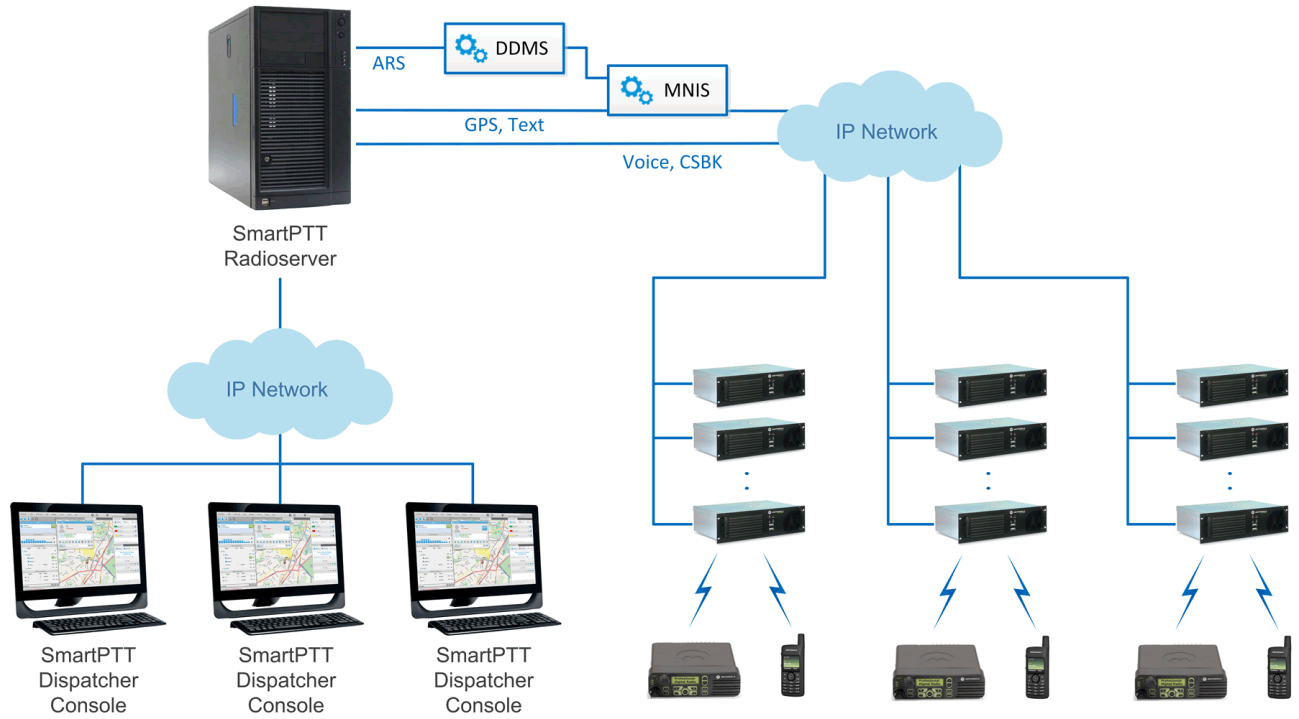 DDMS
ARS
MNIS
GPS, Text
IP Network
Voice, CSBK
SmartPTT
Radioserver
IP Network
SmartPTT
Dispatcher
Console
SmartPTT
Dispatcher
Console
SmartPTT
Dispatcher
Console